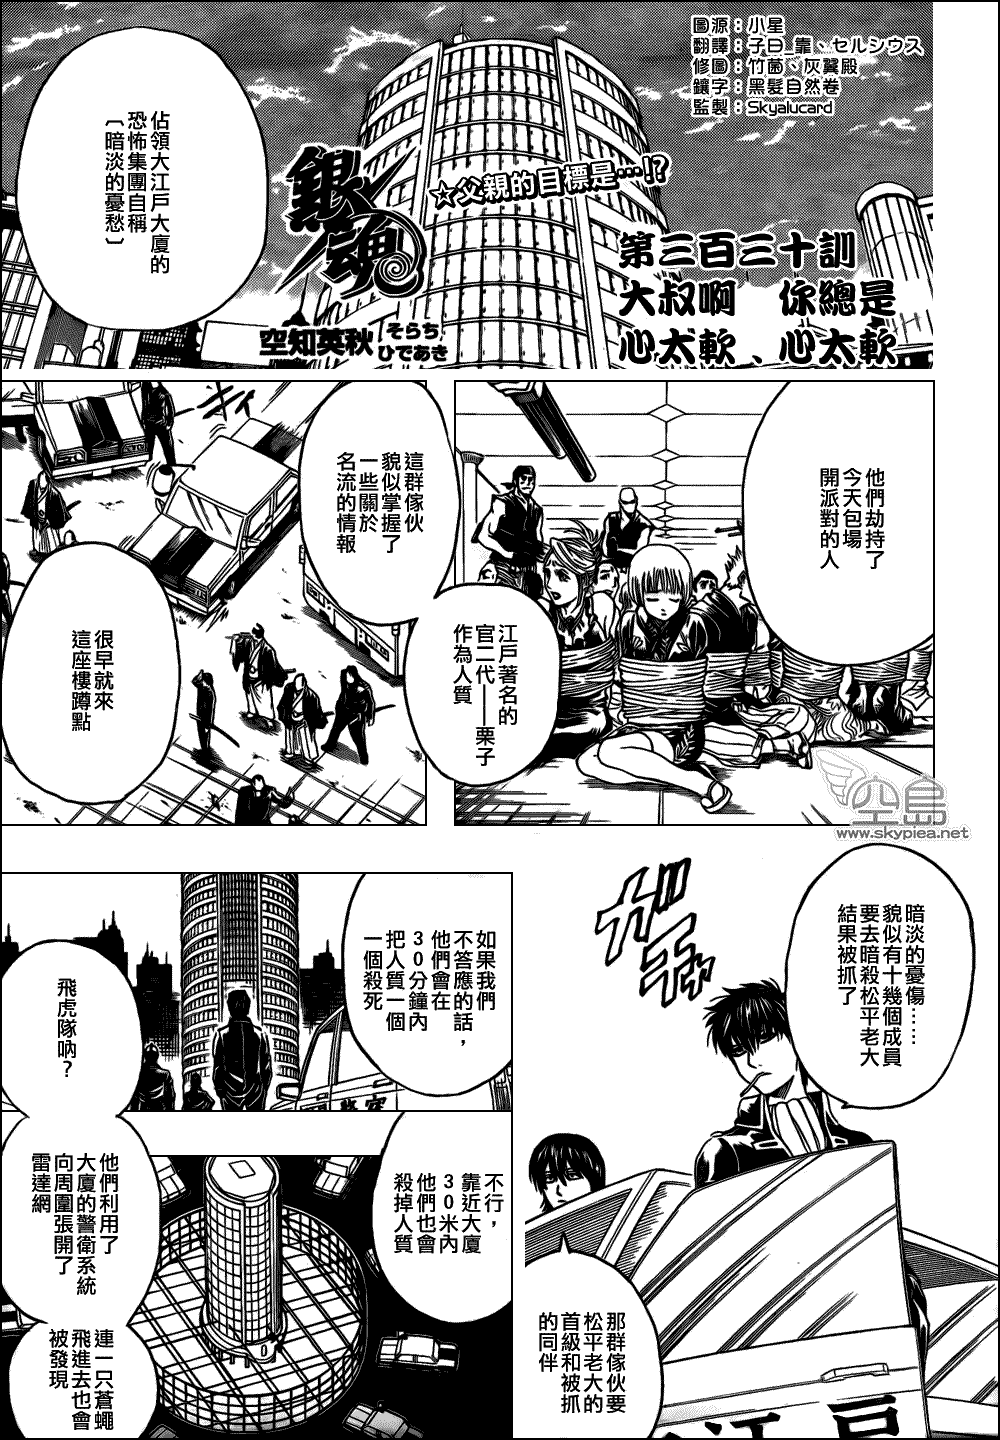 圖源：小星
翻譯：子曰_靠、セルシウス
修圖：竹菌、灰翼殿
鑲字：黑髮自然卷
監製：Skyalucard
佔領大江戶大廈的
恐怖集團自稱
〔暗淡的憂愁〕
銀魂
☆父親的目標是…!?
第三百三十訓
大叔啊　你總是
心太軟、心太軟
空知英秋
そらち
ひであき
他們劫持了
今天包場
開派對的人
江戶著名的
官二代——栗子
作為人質
這群傢伙
貌似掌握了
一些關於
名流的情報
很早就來
這座樓蹲點
空島
www.skypiea.net
暗淡的憂傷……
貌似有十幾個成員
要去暗殺松平老大
結果被抓了
ガチャ
那群傢伙要
松平老大的
首級和被抓
的同伴
江戸
如果我們
不答應的話，
他們會在
30分鐘內
把人質一個
一個殺死
飛虎隊吶？
不行，
靠近大廈
30米內
他們也會
殺掉人質
他們利用了
大廈的警衛系統
向周圍張開了
雷達網
連一只蒼蠅
飛進去也會
被發現